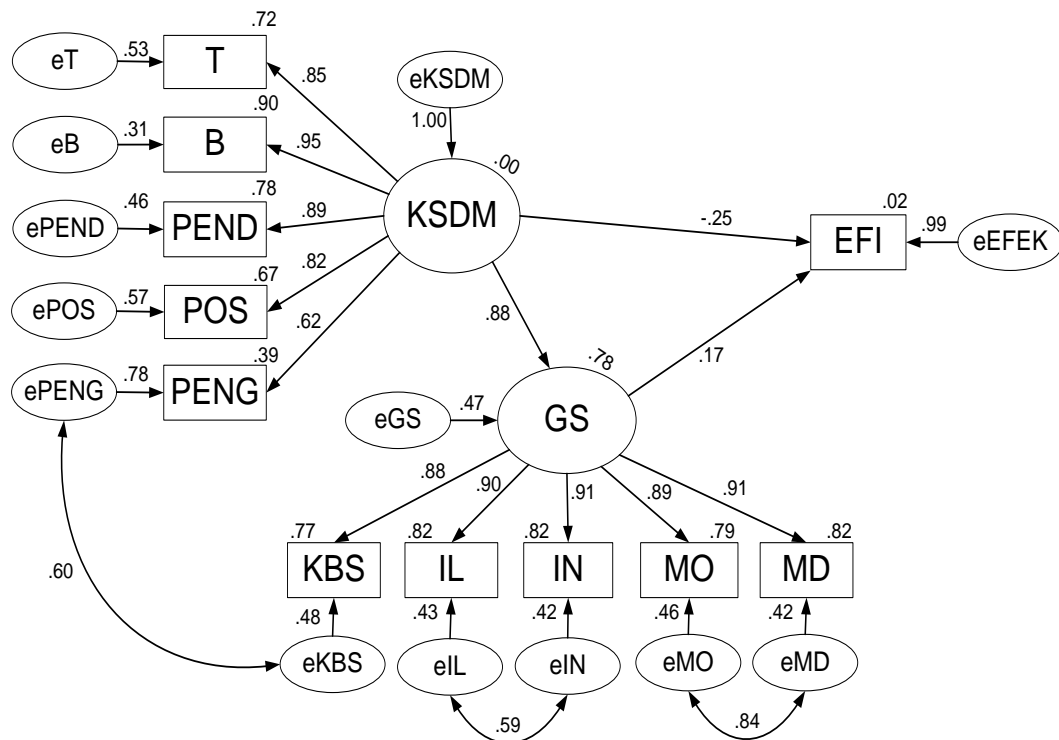 .72
eT
.53
T
.85
eKSDM
1.00
.90
eB
.31
B
.95
.00
KSDM
.78
ePEND
.46
PEND
.89
-.25
.02
EFI
.99
eEFEK
.67
ePOS
.57
POS
.82
.62
.88
.17
.39
ePENG
.78
PENG
.78
eGS
.47
GS
.88
.90
.91
.89
.91
.77
KBS
.82
IL
.82
IN
.79
MO
.82
MD
.60
.48
.43
.42
.46
.42
eKBS
eIL
eIN
eMO
eMD
.59
.84